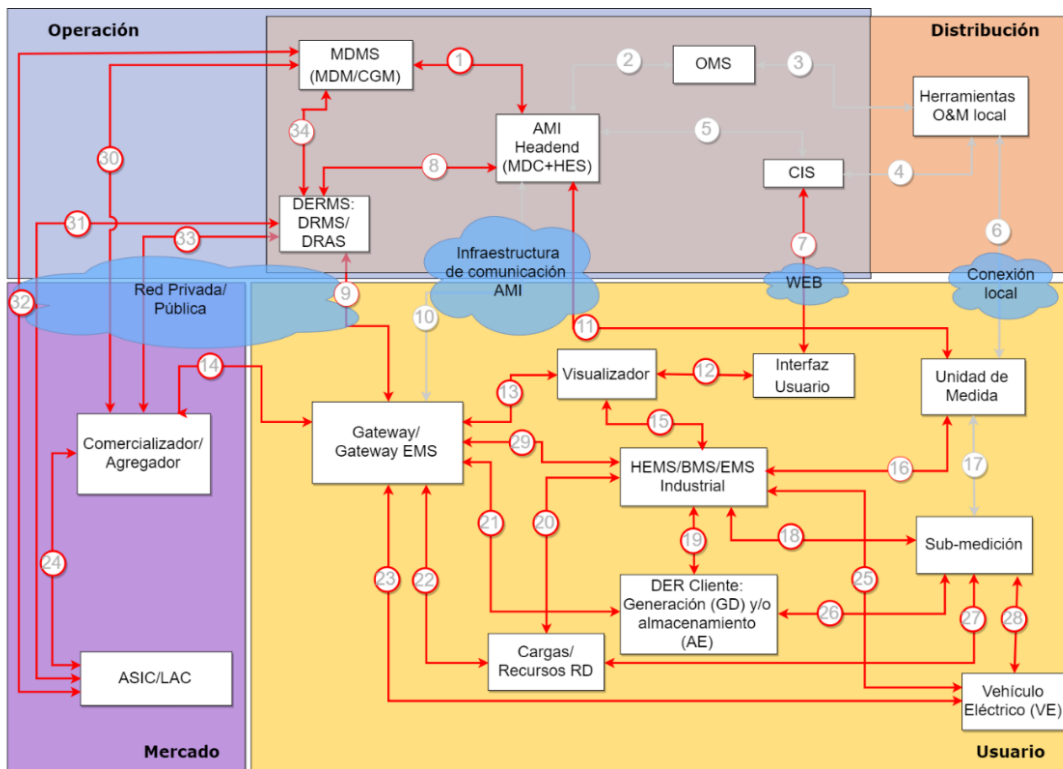 Operación
Distribución
MDMS
(MDM/CGM)
1
2
OMS
3
Herramientas
O&M local
34
AMI
Headend
(MDC+HES)
5
30
8
CIS
4
DERMS:
DRMS/
DRAS
31
33
7
6
Infraestructura
de comunicación
AMI
WEB
Conexión
local
Red Privada/
Pública
9
32
10
11
14
13
Visualizador
12
Interfaz
Usuario
Unidad de
Medida
15
Comercializador/
Agregador
Gateway/
Gateway EMS
29
HEMS/BMS/EMS
Industrial
16
17
21
20
19
18
Sub-medición
24
23
22
25
DER Cliente:
Generación (GD) y/o
almacenamiento
(AE)
26
27
28
ASIC/LAC
Cargas/
Recursos RD
Vehículo
Eléctrico (VE)
Mercado
Usuario